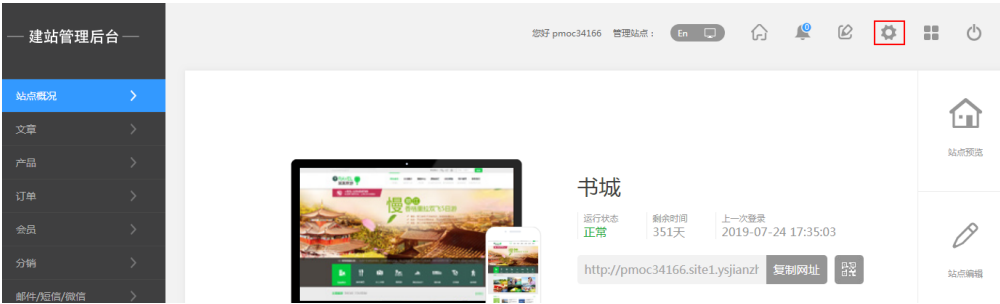 建站管理后台
您好 pmoc34166 管理站点：
En
0
站点概况
文章
产品
订单
会员
分销
邮件/短信/微信
书城
运行状态 剩余时间 上一次登录
正常 351天 2019-07-24 17:35:03
http://pmoc34166.site1.ysjianzh
复制网址
站点预览
站点编辑
慢